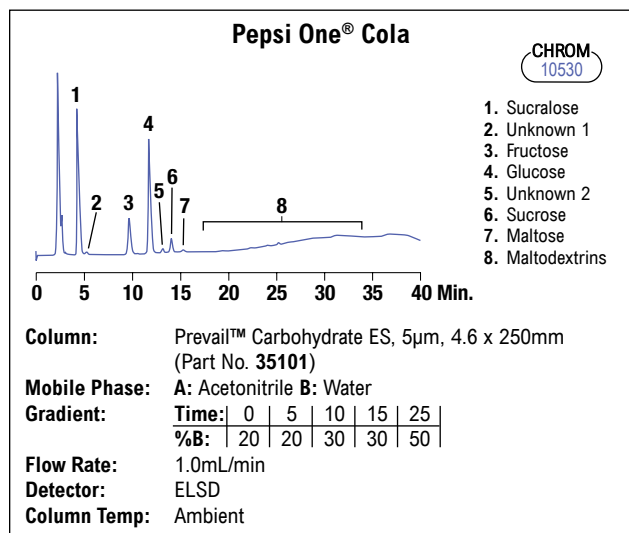 Pepsi One® Cola
CHROM
10530
1. Sucralose
2. Unknown 1
3. Fructose
4. Glucose
5. Unknown 2
6. Sucrose
7. Maltose
8. Maltodextrins
1
2
3
4
5
6
7
8
0 5 10 15 20 25 30 35 40 Min.
Column: Prevail™ Carbohydrate ES, 5µm, 4.6 x 250mm
(Part No. 35101)
Mobile Phase: A: Acetonitrile B: Water
Gradient: Time: 0 5 10 15 25
%B: 20 20 30 30 50
Flow Rate: 1.0mL/min
Detector: ELSD
Column Temp: Ambient